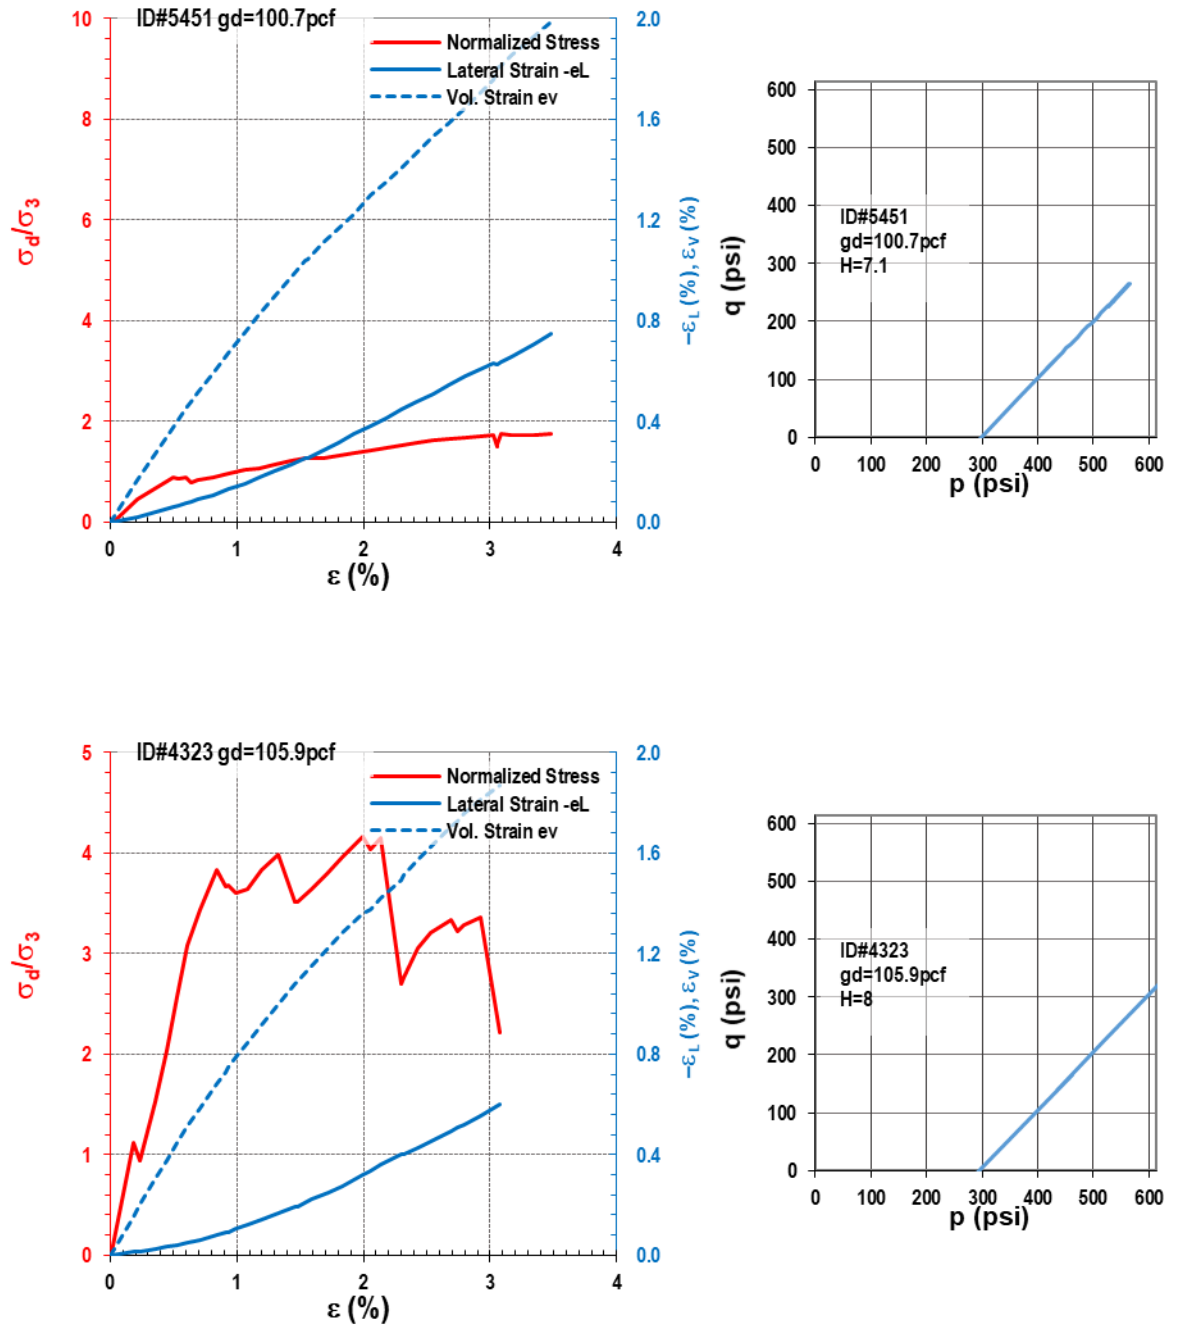 ID#5451 gd=100.7pcf
Normalized Stress
Lateral Strain -eL
Vol. Strain ev
10
8
6
4
2
0
σd/σ3
2.0
1.6
1.2
0.8
0.4
0.0
−εL (%), εV (%)
0 1 2 3 4
ε (%)
600
500
400
300
200
100
0
q (psi)
ID#5451
gd=100.7pcf
H=7.1
0 100 200 300 400 500 600
p (psi)
ID#4323 gd=105.9pcf
Normalized Stress
Lateral Strain -eL
Vol. Strain ev
5
4
3
2
1
0
σd/σ3
2.0
1.6
1.2
0.8
0.4
0.0
−εL (%), εV (%)
0 1 2 3 4
ε (%)
600
500
400
300
200
100
0
q (psi)
ID#4323
gd=105.9pcf
H=8
0 100 200 300 400 500 600
p (psi)